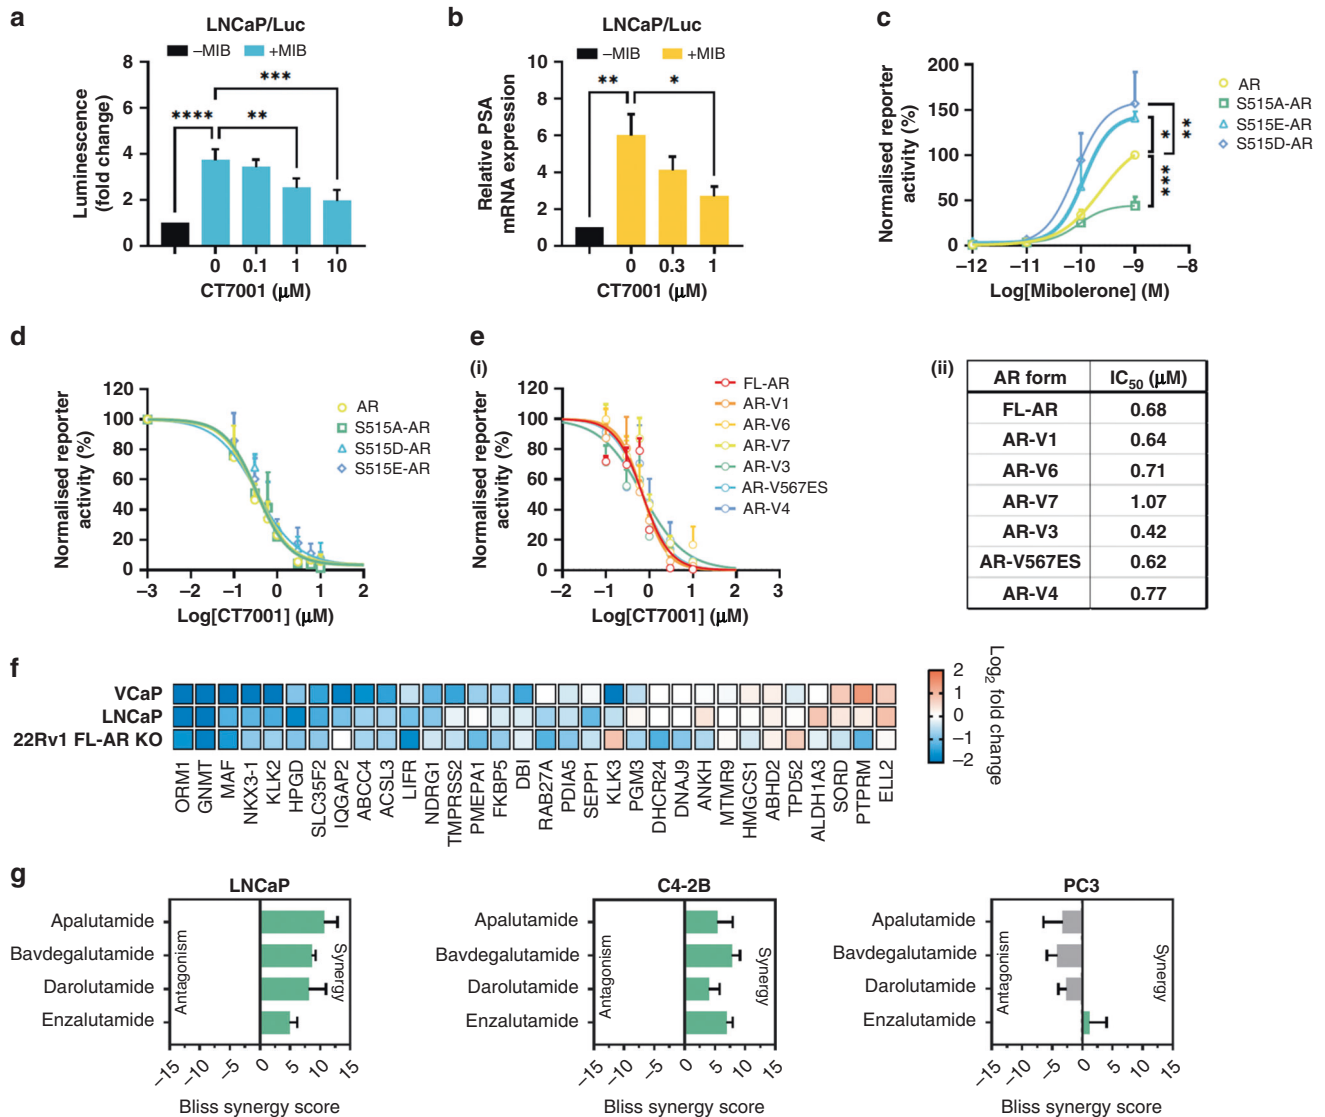 a
LNCaP/Luc
–MIB +MIB
Luminescence
(fold change)
8
6
4
2
0
****
**
***
0 0.1 1 10
CT7001 (µM)
b
LNCaP/Luc
–MIB +MIB
Relative PSA
mRNA expression
10
8
6
4
2
0
** *
0 0.3 1
CT7001 (µM)
c
Normalised reporter
activity (%)
200
150
100
50
0
–12 –11 –10 –9 –8
Log[Mibolerone] (M)
AR
S515A-AR
S515E-AR
S515D-AR
*
**
***
d
Normalised reporter
activity (%)
120
100
80
60
40
20
0
–3 –2 –1 0 1 2
Log[CT7001] (µM)
AR
S515A-AR
S515D-AR
S515E-AR
e
(i)
Normalised reporter
activity (%)
120
100
80
60
40
20
0
–2 –1 0 1 2 3
Log[CT7001] (µM)
FL-AR
AR-V1
AR-V6
AR-V7
AR-V3
AR-V567ES
AR-V4
(ii)
AR form IC50 (µM)
FL-AR 0.68
AR-V1 0.64
AR-V6 0.71
AR-V7 1.07
AR-V3 0.42
AR-V567ES 0.62
AR-V4 0.77
f
VCaP
LNCaP
22Rv1 FL-AR KO
ORM1 GNMT MAF NKX3-1 KLK2 HPGD SLC35F2 IQGAP2 ABCC4 ACSL3 LIFR NDRG1 TMPRSS2 PMEPA1 FKBP5 DBI RAB27A PDIA5 SEPP1 KLK3 PGM3 DHCR24 DNAJ9 ANKH MTMR9 HMGCS1 ABHD2 TPD52 ALDH1A3 SORD PTPRM ELL2
2
1
0
–1
–2
Log2 fold change
g
LNCaP
Apalutamide
Bavdegalutamide
Darolutamide
Enzalutamide
Antagonism
Synergy
–15 –10 –5 0 5 10 15
Bliss synergy score
C4-2B
Apalutamide
Bavdegalutamide
Darolutamide
Enzalutamide
Antagonism
Synergy
–15 –10 –5 0 5 10 15
Bliss synergy score
PC3
Apalutamide
Bavdegalutamide
Darolutamide
Enzalutamide
Antagonism
Synergy
–15 –10 –5 0 5 10 15
Bliss synergy score